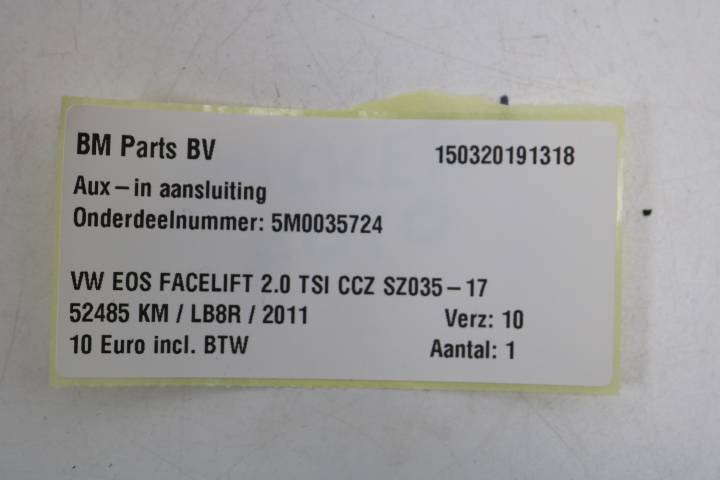 BM Parts BV 150320191318
Aux-in aansluiting
Onderdeelnummer: 5M0035724
VW EOS FACELIFT 2.0 TSI CCZ SZ035-17
52485 KM / LB8R / 2011 Verz: 10
10 Euro incl. BTW Aantal: 1